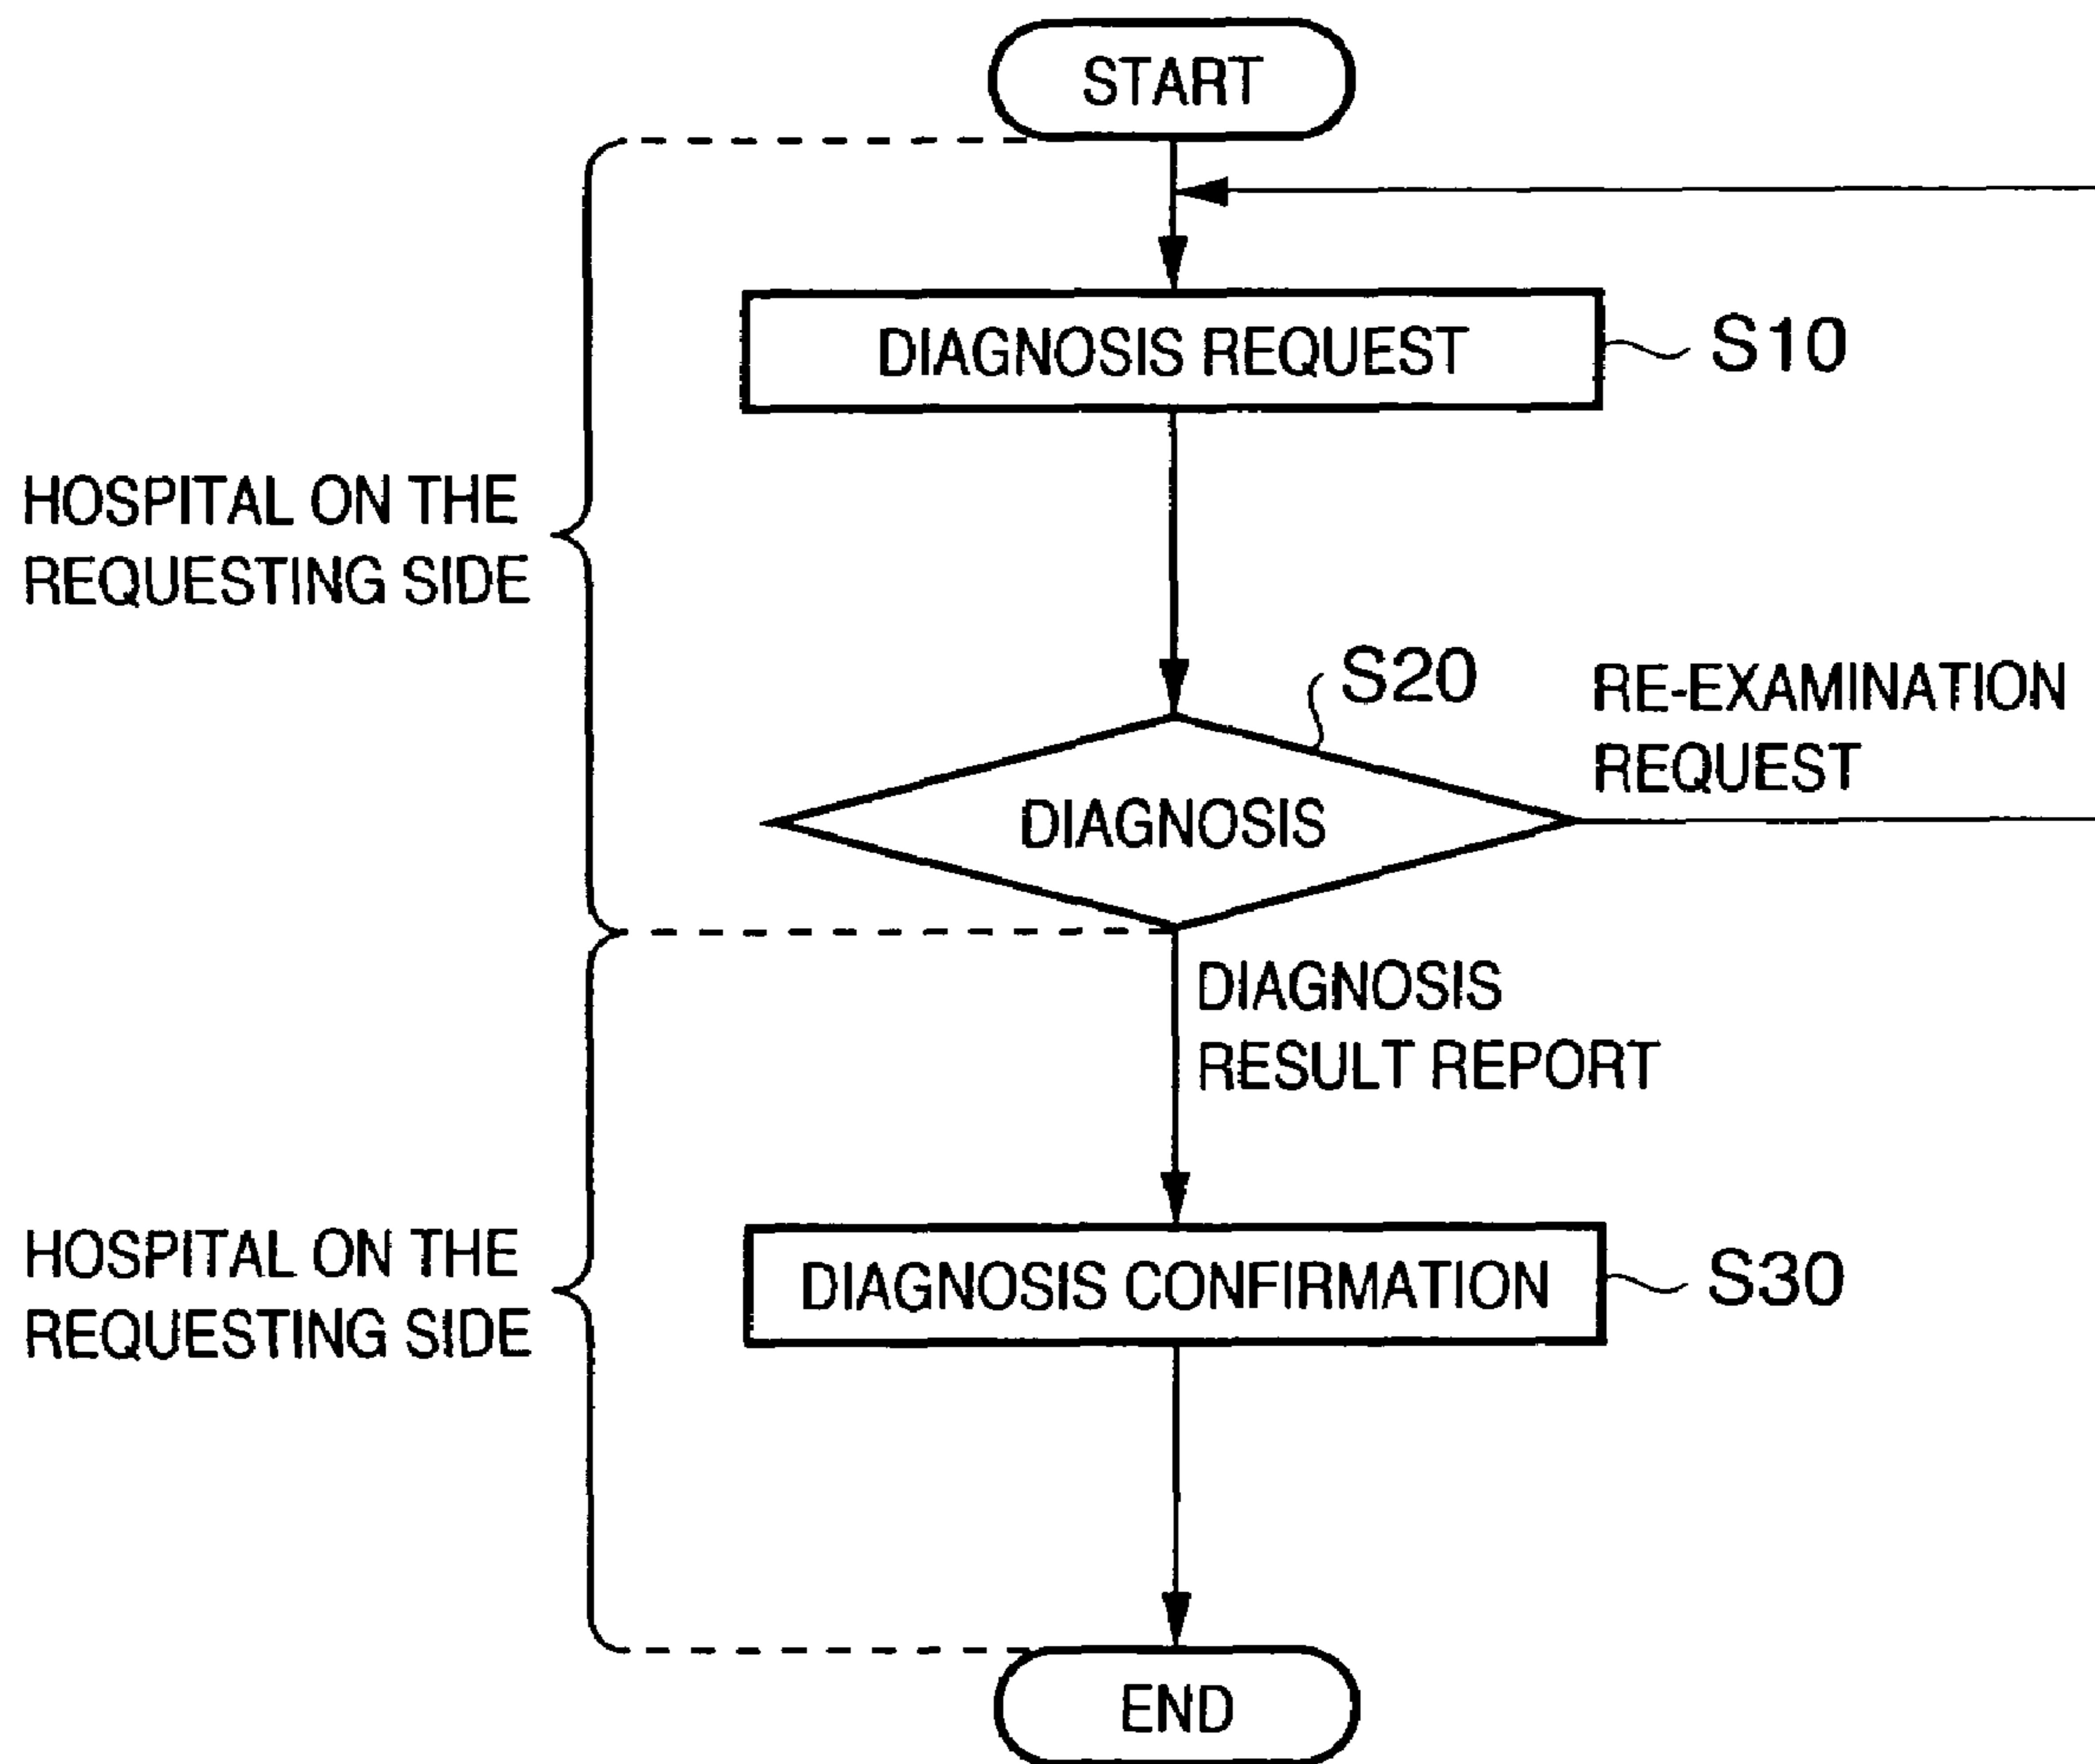 START
DIAGNOSIS REQUEST
S10
HOSPITAL ON THE
REQUESTING SIDE
S20
RE-EXAMINATION
REQUEST
DIAGNOSIS
DIAGNOSIS
RESULT REPORT
HOSPITAL ON THE
REQUESTING SIDE
DIAGNOSIS CONFIRMATION
S30
END